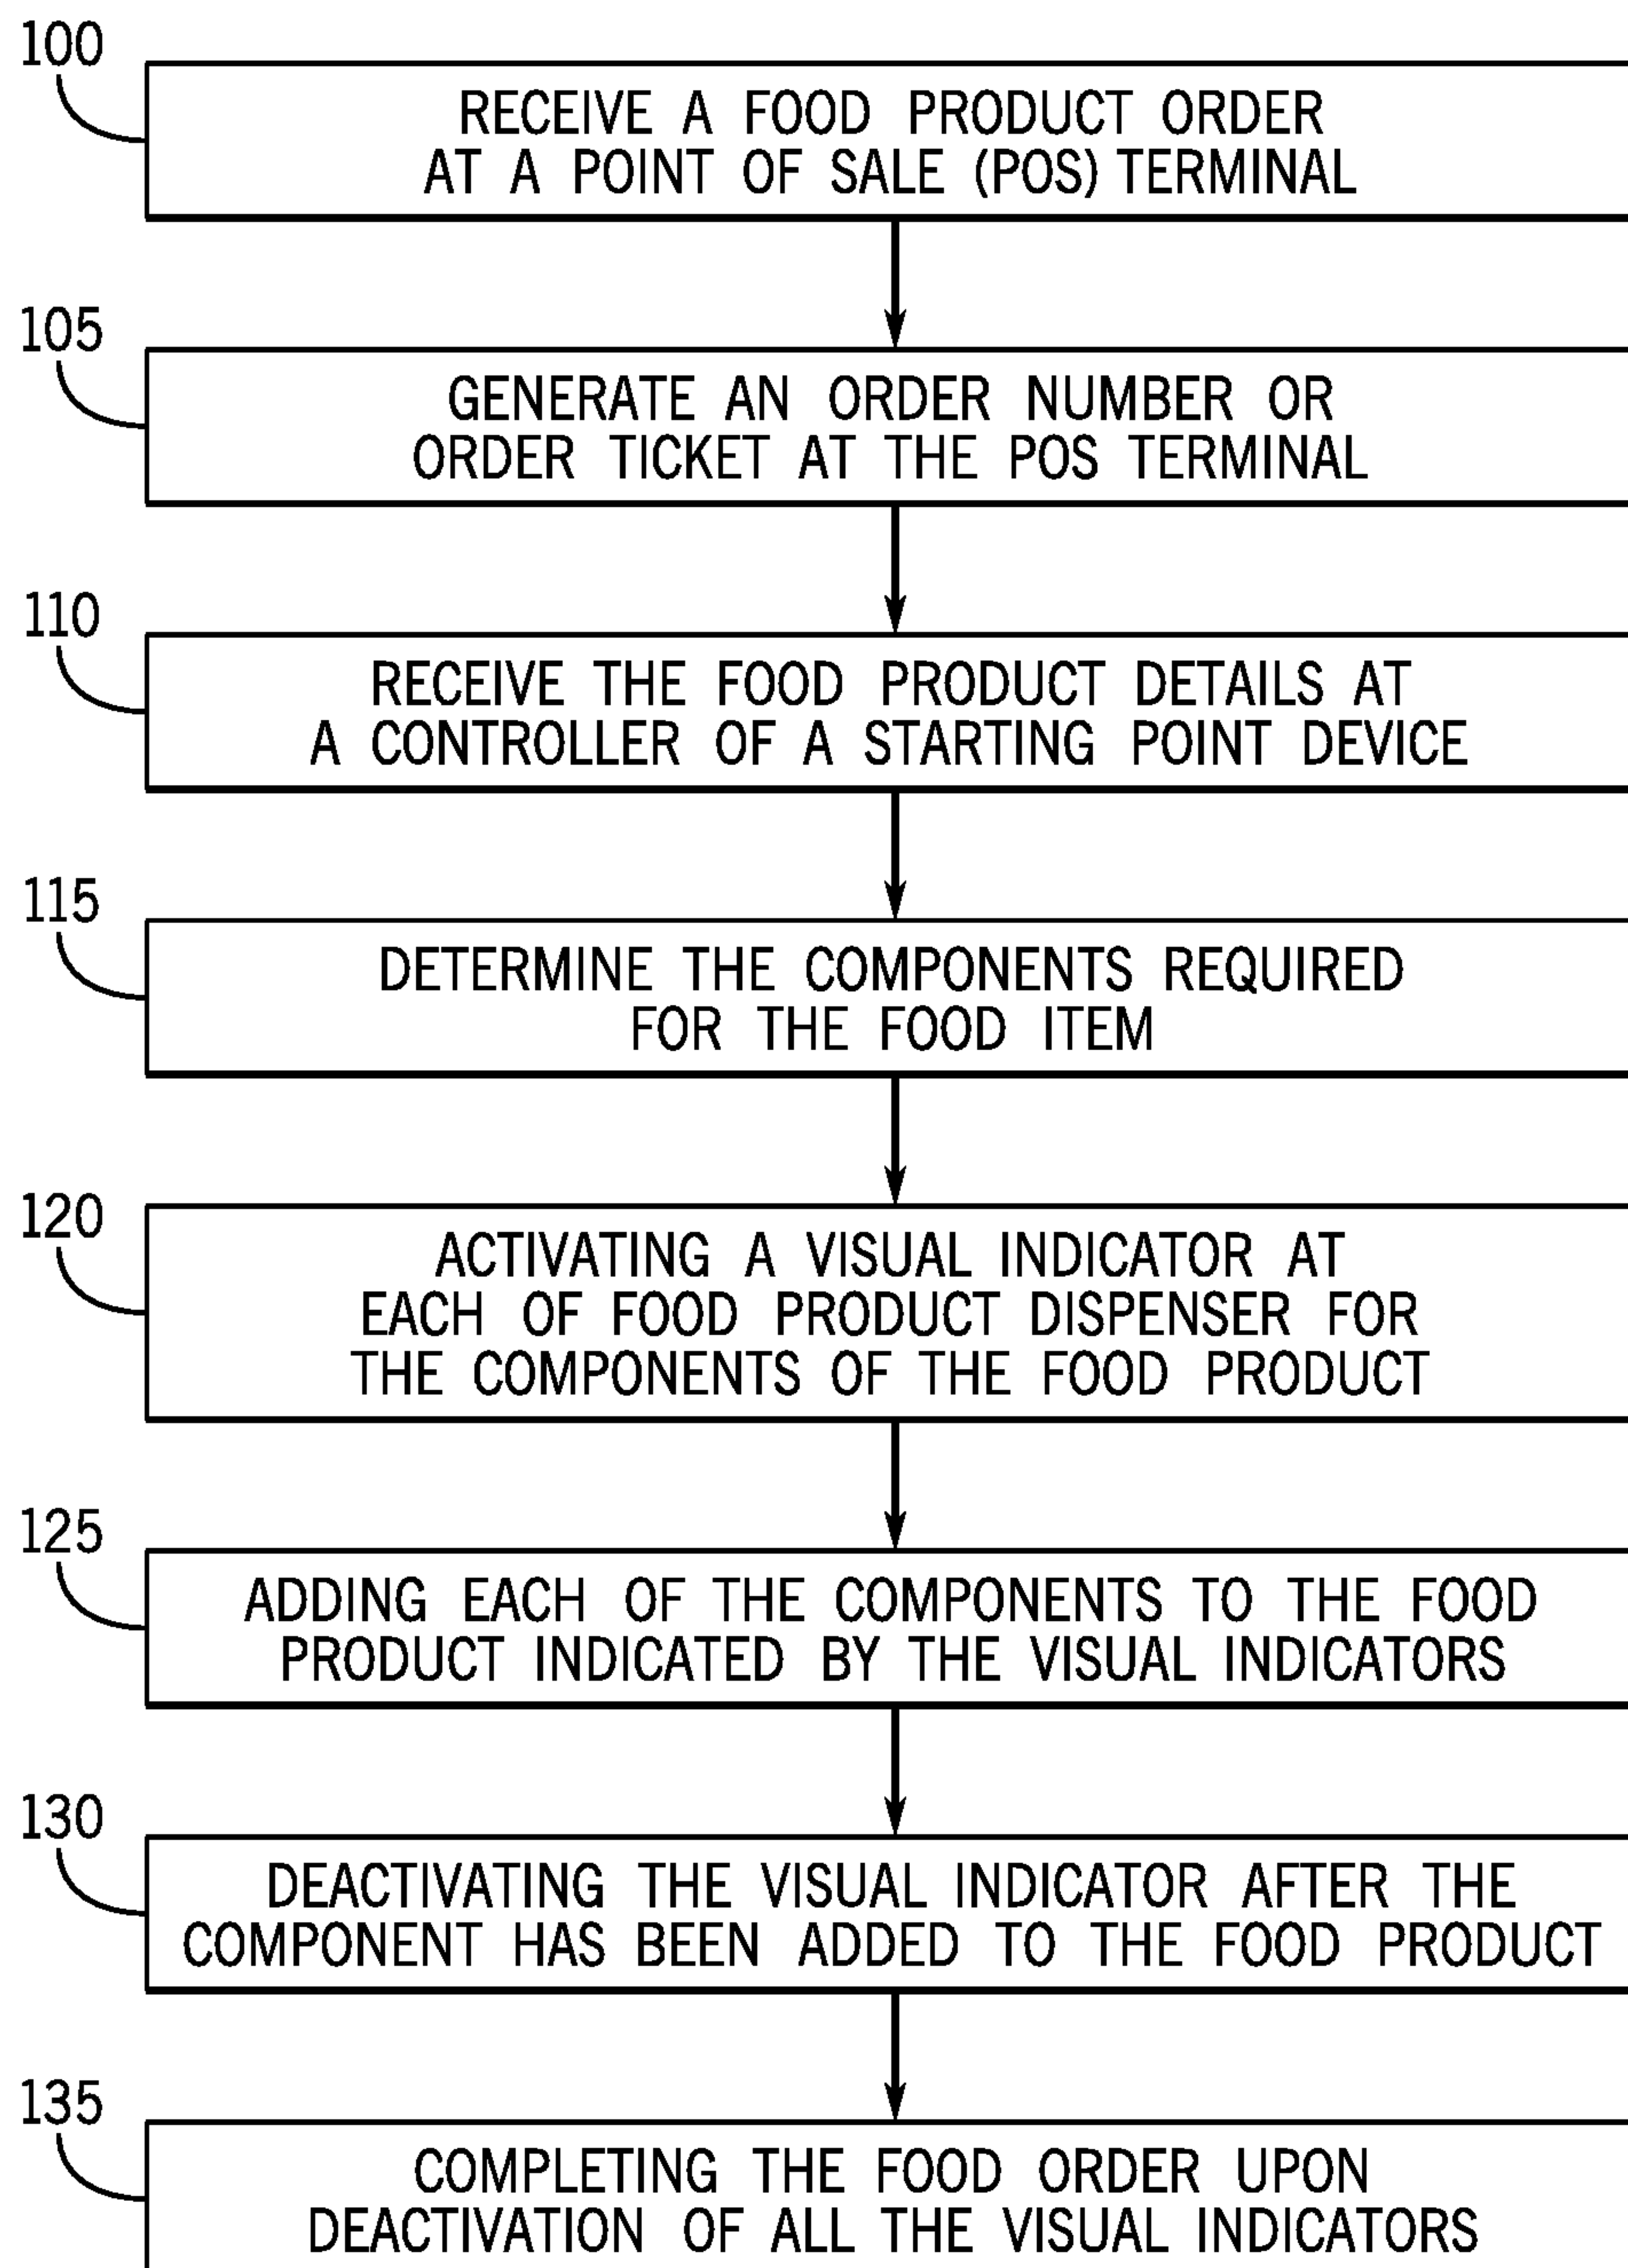 100
RECEIVE A FOOD PRODUCT ORDER
AT A POINT OF SALE (POS) TERMINAL
105
GENERATE AN ORDER NUMBER OR
ORDER TICKET AT THE POS TERMINAL
110
RECEIVE THE FOOD PRODUCT DETAILS AT
A CONTROLLER OF A STARTING POINT DEVICE
115
DETERMINE THE COMPONENTS REQUIRED
FOR THE FOOD ITEM
120
ACTIVATING A VISUAL INDICATOR AT
EACH OF FOOD PRODUCT DISPENSER FOR
THE COMPONENTS OF THE FOOD PRODUCT
125
ADDING EACH OF THE COMPONENTS TO THE FOOD
PRODUCT INDICATED BY THE VISUAL INDICATORS
130
DEACTIVATING THE VISUAL INDICATOR AFTER THE
COMPONENT HAS BEEN ADDED TO THE FOOD PRODUCT
135
COMPLETING THE FOOD ORDER UPON
DEACTIVATION OF ALL THE VISUAL INDICATORS